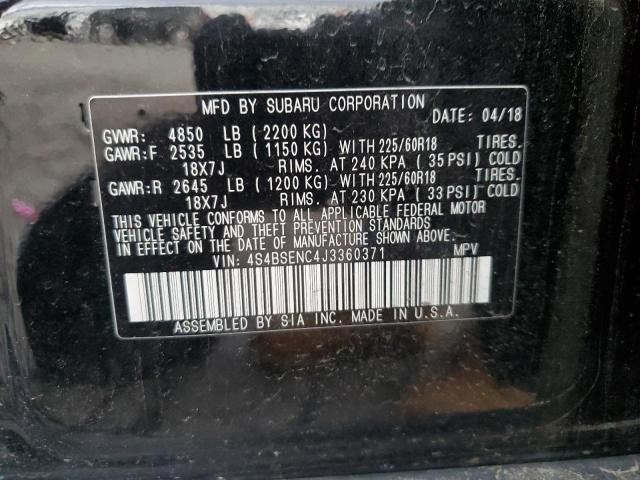 MFD BY SUBARU CORPORATION DATE: 04/18
GVWR: 4850 LB (2200 KG)
GAWR:F 2535 LB (1150 KG) WITH 225/60R18 TIRES.
18X7J RIMS. AT 240 KPA (35 PSI) COLD
GAWR:R 2645 LB (1200 KG) WITH 225/60R18 TIRES.
18X7J RIMS. AT 230 KPA (33 PSI) COLD
THIS VEHICLE CONFORMS TO ALL APPLICABLE FEDERAL MOTOR
VEHICLE SAFETY AND THEFT PREVENTION STANDARDS
IN EFFECT ON THE DATE OF MANUFACTURE SHOWN ABOVE.
VIN: 4S4BSENC4J3360371 MPV
ASSEMBLED BY SIA INC. MADE IN U.S.A.